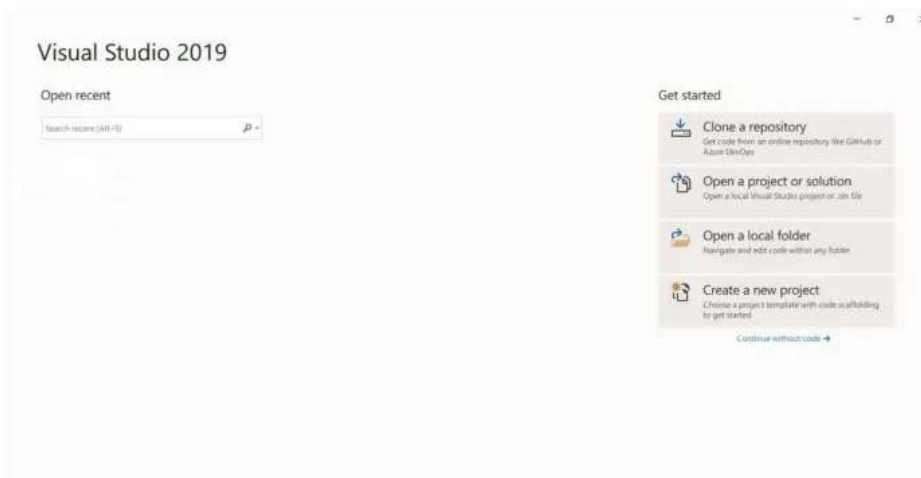 Visual Studio 2019
Open recent
Search recent (Alt+S)
Get started
Clone a repository
Get code from an online repository like GitHub or
Azure DevOps
Open a project or solution
Open a local Visual Studio project or .sln file
Open a local folder
Navigate and edit code within any folder
Create a new project
Choose a project template with code scaffolding
to get started
Continue without code →